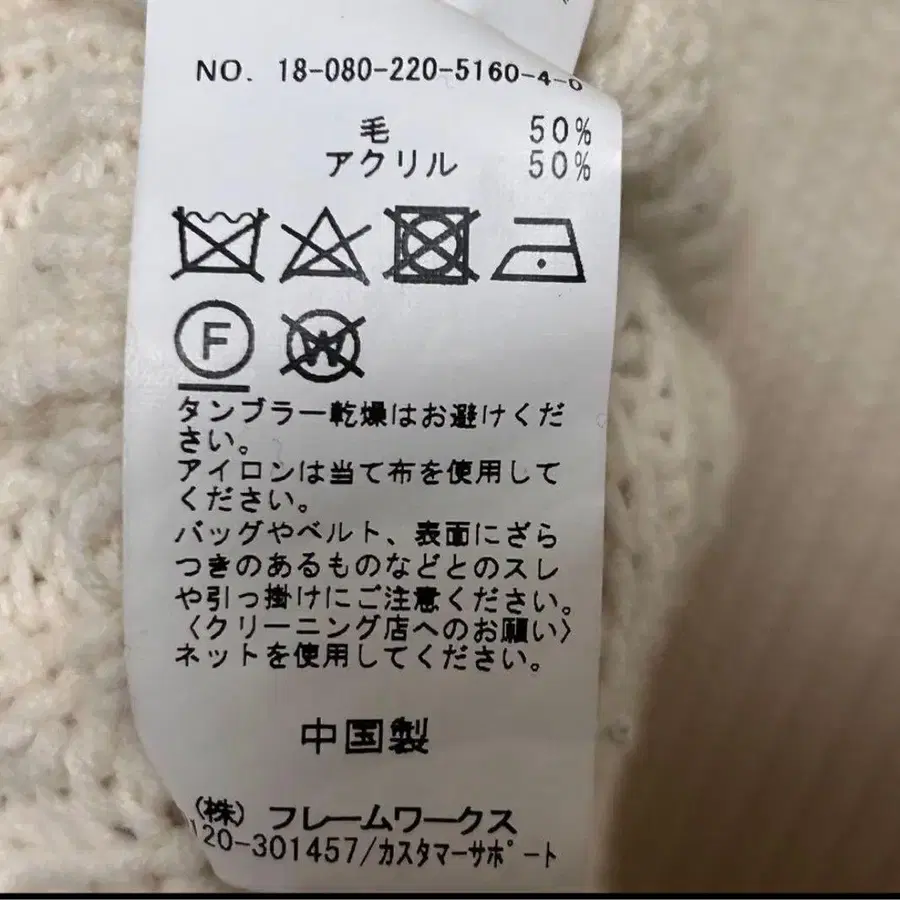 NO. 18-080-220-5160-4-0
毛 50%
アクリル 50%
F
W
タンブラー乾燥はお避けくだ
さい。
アイロンは当て布を使用して
ください。
バッグやベルト、表面にざら
つきのあるものなどとのスレ
や引っ掛けにご注意ください。
〈クリーニング店へのお願い〉
ネットを使用してください。
中国製
(株) フレームワークス
120-301457/カスタマーサポート